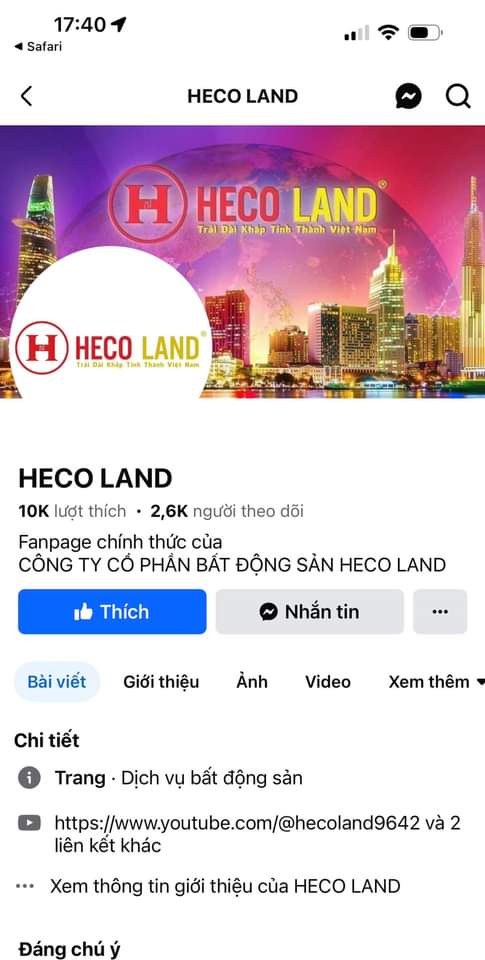 17:40
Safari
HECO LAND
H HECO LAND®
Trải Dài Khắp Tỉnh Thành Việt Nam
H HECO LAND®
Trải Dài Khắp Tỉnh Thành Việt Nam
HECO LAND
10K lượt thích • 2,6K người theo dõi
Fanpage chính thức của
CÔNG TY CỔ PHẦN BẤT ĐỘNG SẢN HECO LAND
Thích
Nhắn tin
Bài viết Giới thiệu Ảnh Video Xem thêm
Chi tiết
Trang · Dịch vụ bất động sản
https://www.youtube.com/@hecoland9642 và 2
liên kết khác
Xem thông tin giới thiệu của HECO LAND
Đáng chú ý